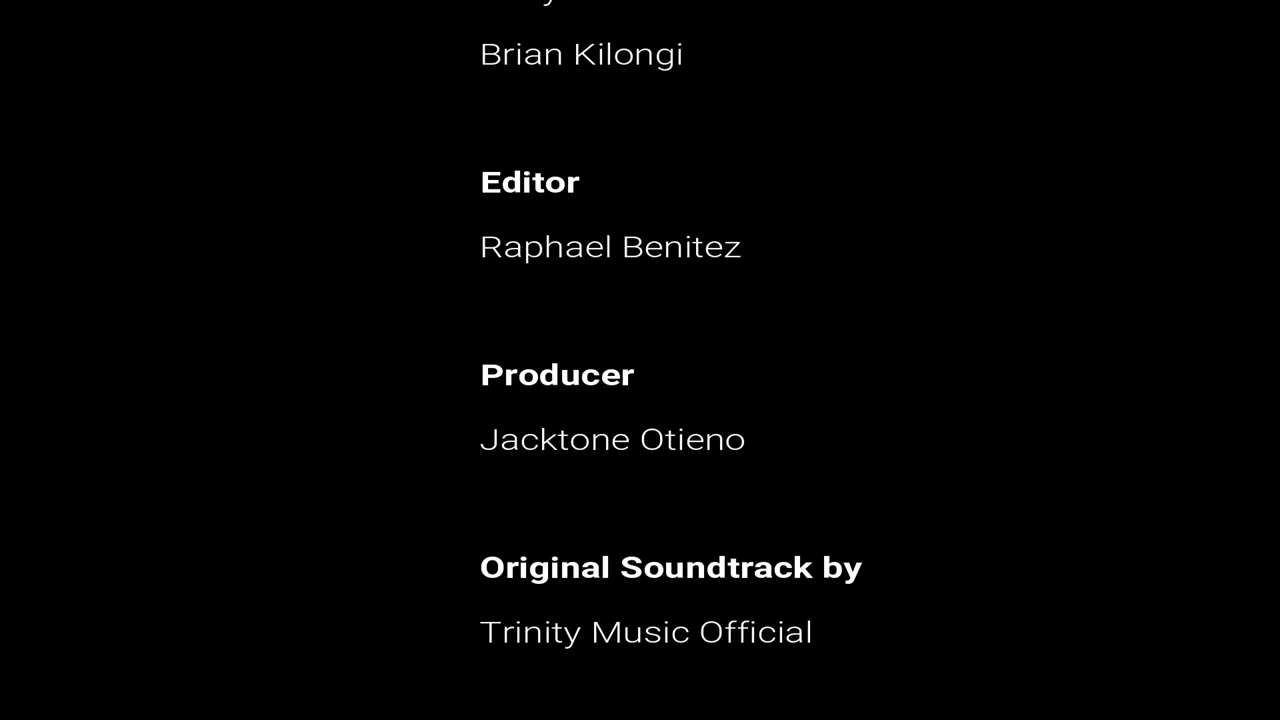 Brian Kilongi
Editor
Raphael Benitez
Producer
Jacktone Otieno
Original Soundtrack by
Trinity Music Official